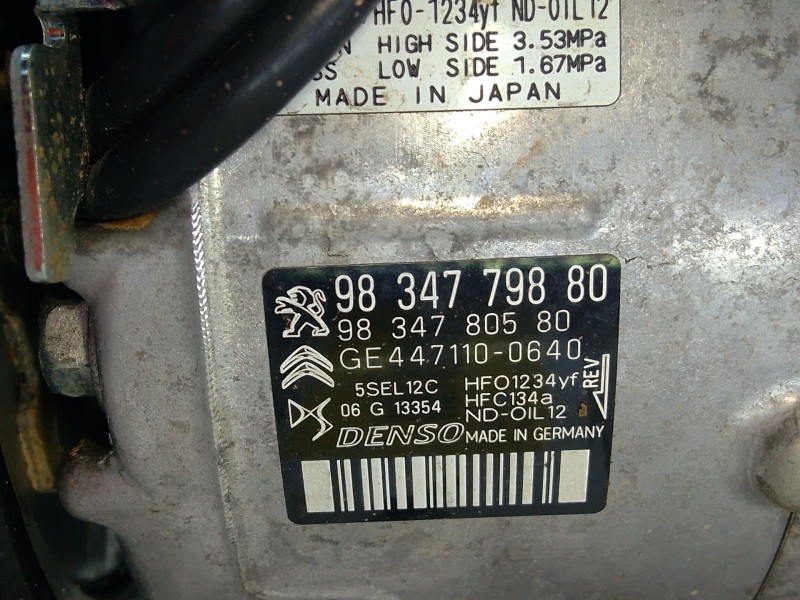 HFO-1234yf ND-OIL12
HIGH SIDE 3.53MPa
LOW SIDE 1.67MPa
MADE IN JAPAN
98 347 798 80
98 347 805 80
GE447110-0640
5SEL12C HFO1234yf
HFC134a
06 G 13354 ND-OIL12
REV
DENSO MADE IN GERMANY